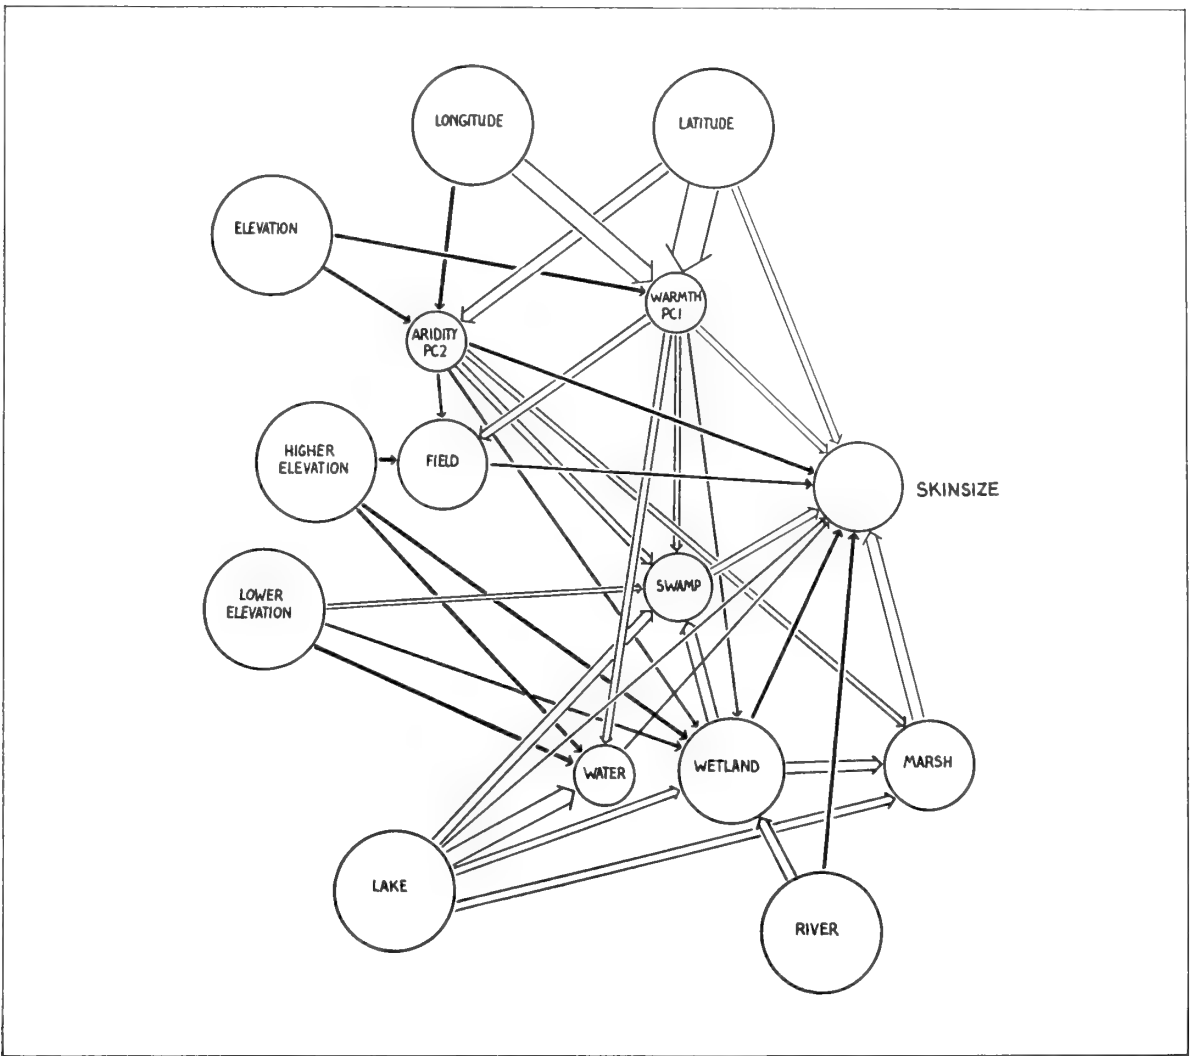 LONGITUDE
LATITUDE
ELEVATION
WARMTH
PC1
ARIDITY
PC2
HIGHER
ELEVATION
FIELD
SKINSIZE
SWAMP
LOWER
ELEVATION
WATER
WETLAND
MARSH
LAKE
RIVER